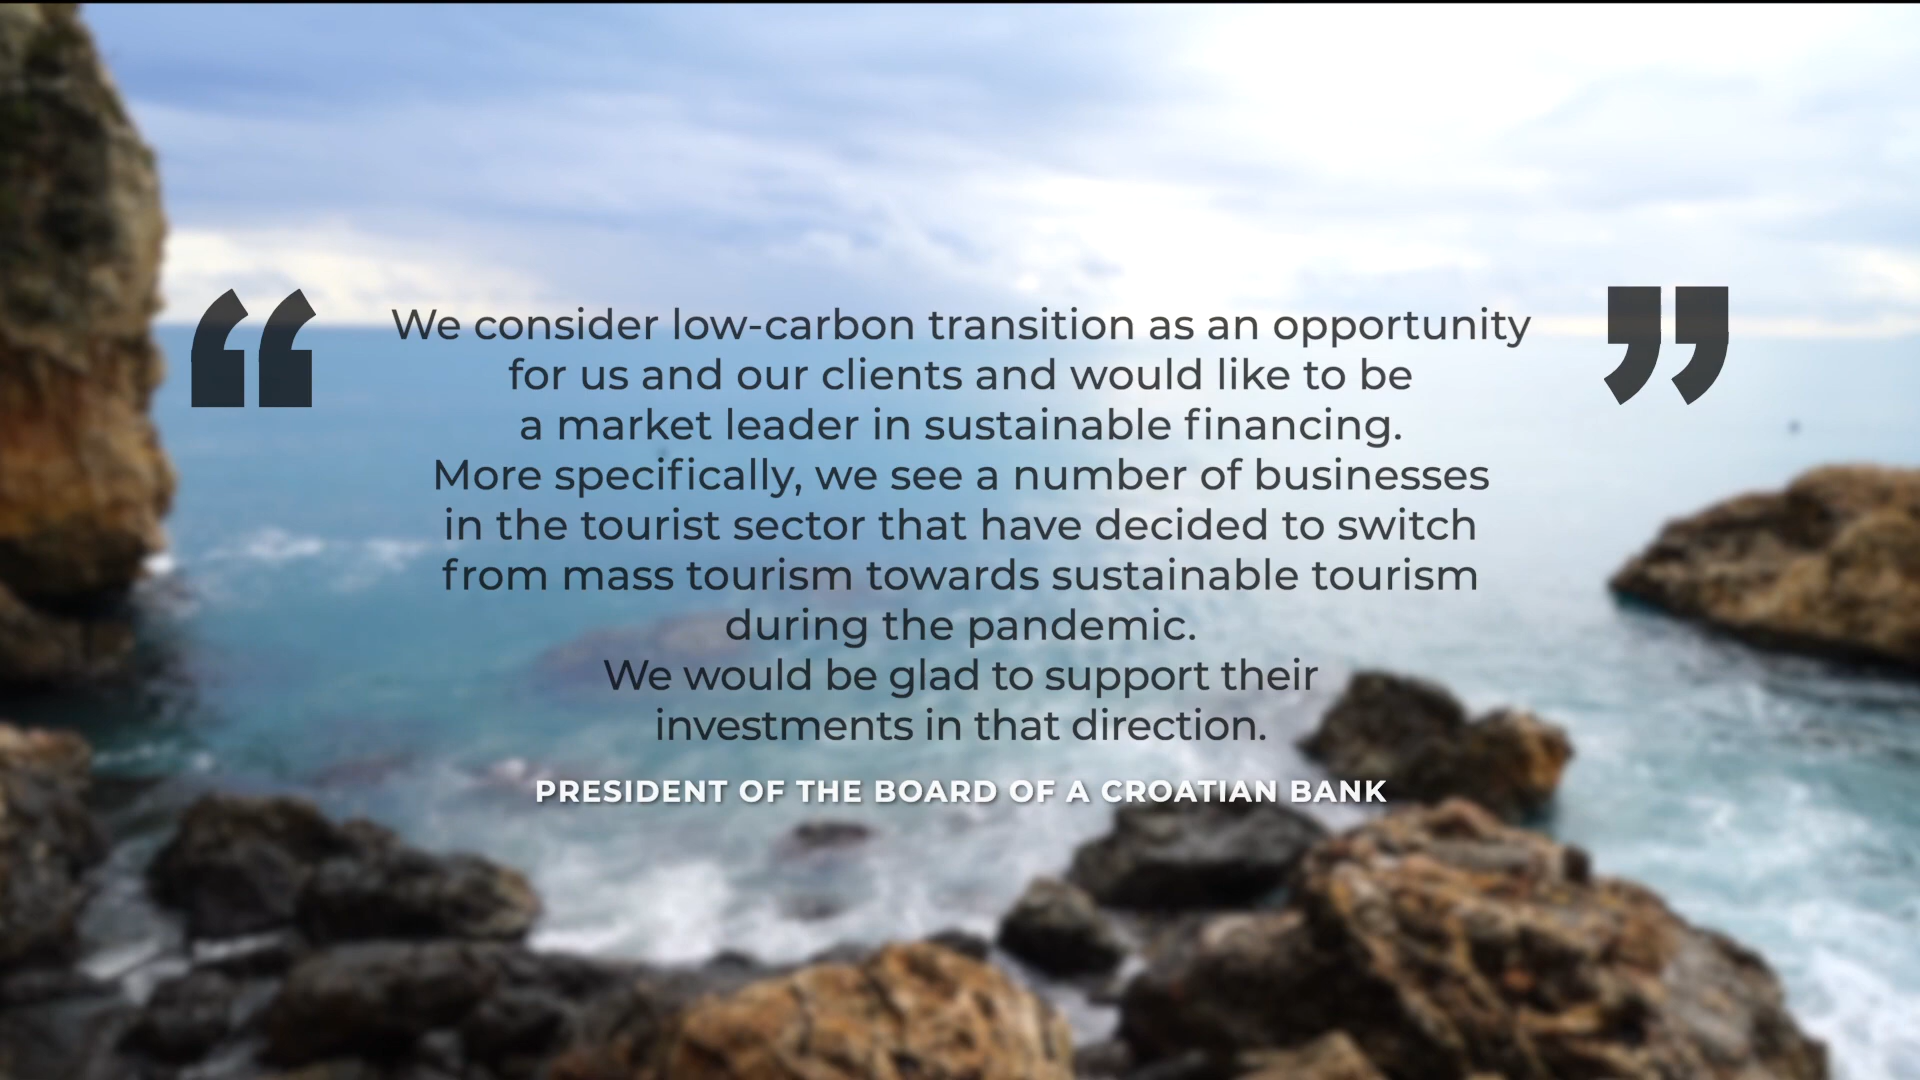 “ We consider low-carbon transition as an opportunity ”
for us and our clients and would like to be
a market leader in sustainable financing.
More specifically, we see a number of businesses
in the tourist sector that have decided to switch
from mass tourism towards sustainable tourism
during the pandemic.
We would be glad to support their
investments in that direction.
PRESIDENT OF THE BOARD OF A CROATIAN BANK